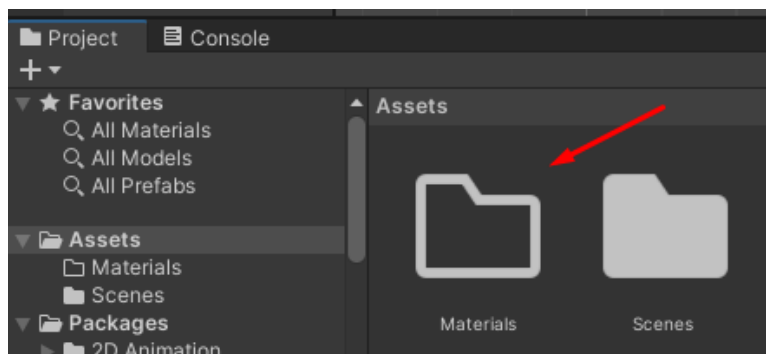 Project
Console
Favorites
All Materials
All Models
All Prefabs
Assets
Materials
Scenes
Packages
2D Animation
Assets
Materials
Scenes